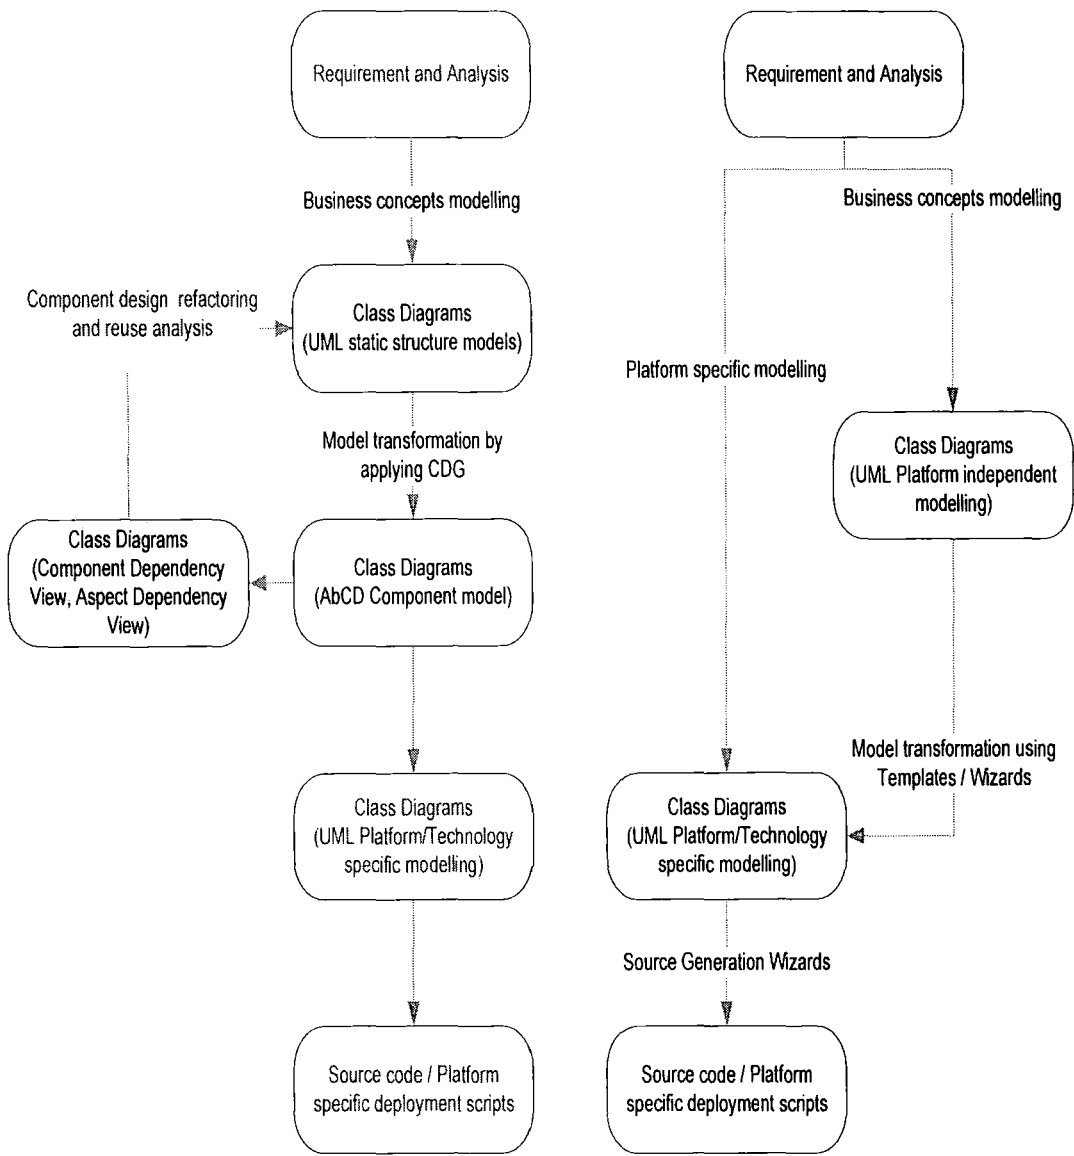 Requirement and Analysis
Business concepts modelling
Component design refactoring
and reuse analysis
Class Diagrams
(UML static structure models)
Model transformation by
applying CDG
Class Diagrams
(Component Dependency
View, Aspect Dependency
View)
Class Diagrams
(AbCD Component model)
Class Diagrams
(UML Platform/Technology
specific modelling)
Source code / Platform
specific deployment scripts
Requirement and Analysis
Business concepts modelling
Platform specific modelling
Class Diagrams
(UML Platform independent
modelling)
Model transformation using
Templates / Wizards
Class Diagrams
(UML Platform/Technology
specific modelling)
Source Generation Wizards
Source code / Platform
specific deployment scripts